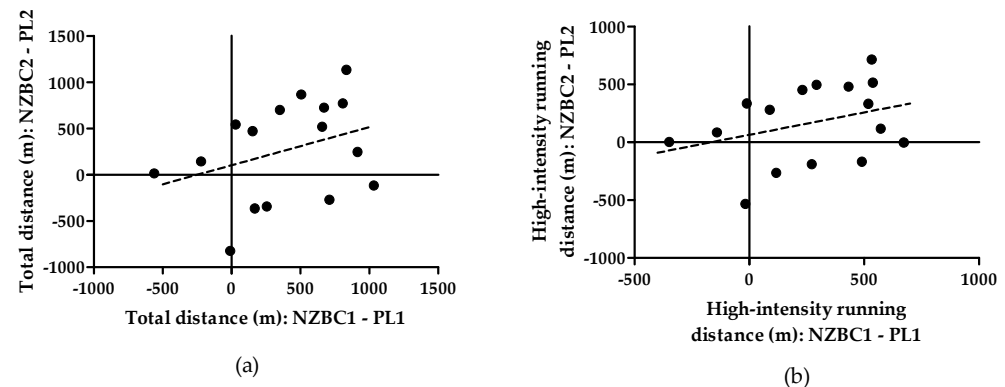 Total distance (m): NZBC2 - PL2
1500
1000
500
0
-500
-1000
-1000
-500
0
500
1000
1500
Total distance (m): NZBC1 - PL1
(a)
High-intensity running
distance (m): NZBC2 - PL2
1000
500
0
-500
-1000
-500
0
500
1000
High-intensity running
distance (m): NZBC1 - PL1
(b)